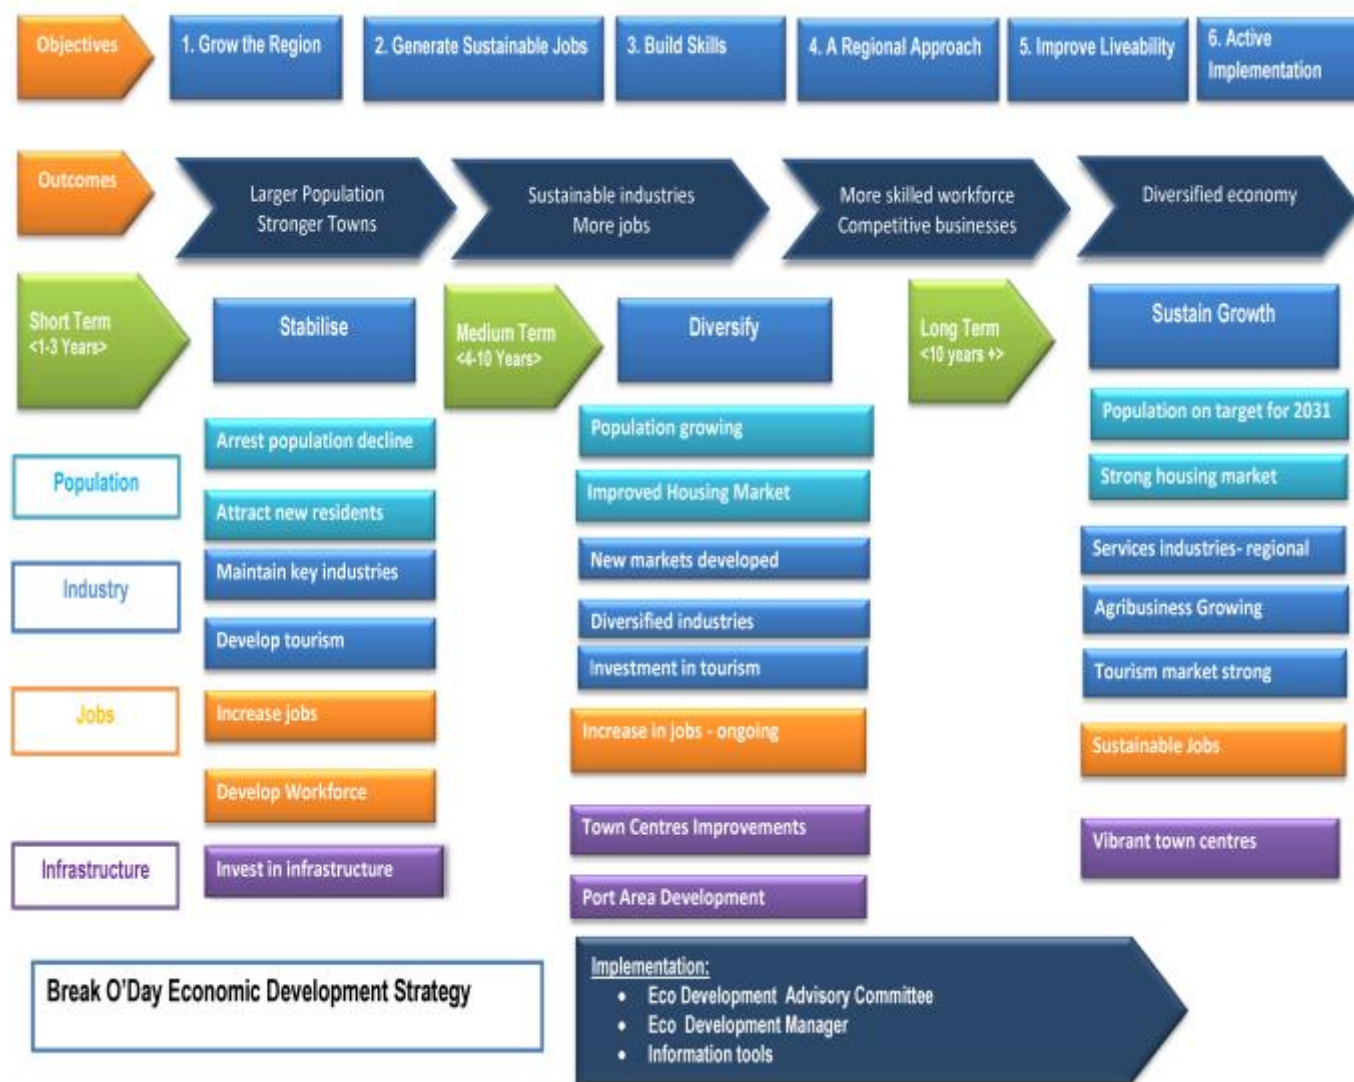 Objectives
1. Grow the Region
2. Generate Sustainable Jobs
3. Build Skills
4. A Regional Approach
5. Improve Liveability
6. Active
Implementation
Outcomes
Larger Population
Stronger Towns
Sustainable industries
More jobs
More skilled workforce
Competitive businesses
Diversified economy
Short Term
<1-3 Years>
Stabilise
Medium Term
<4-10 Years>
Diversify
Long Term
<10 years +>
Sustain Growth
Population
Arrest population decline
Attract new residents
Population growing
Improved Housing Market
Population on target for 2031
Strong housing market
Industry
Maintain key industries
Develop tourism
New markets developed
Diversified industries
Investment in tourism
Services industries- regional
Agribusiness Growing
Tourism market strong
Jobs
Increase jobs
Develop Workforce
Increase in jobs - ongoing
Sustainable Jobs
Infrastructure
Invest in infrastructure
Town Centres Improvements
Port Area Development
Vibrant town centres
Break O'Day Economic Development Strategy
Implementation:
• Eco Development Advisory Committee
• Eco Development Manager
• Information tools